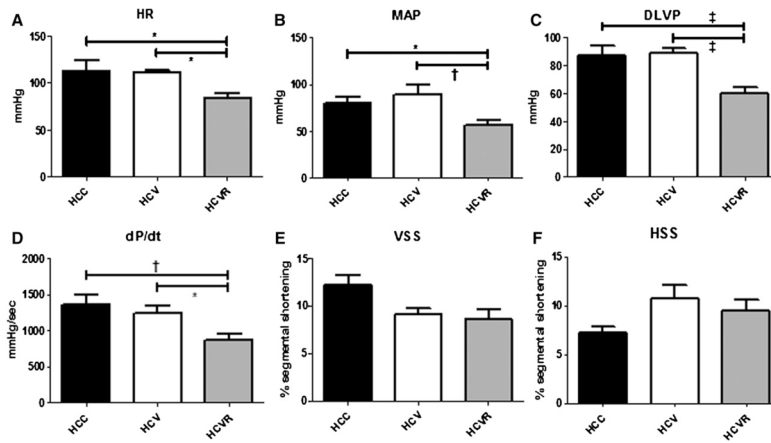 A HR
mmHg
150
100
50
0
* *
HCC HCV HCVR
B MAP
mmHg
150
100
50
0
* †
HCC HCV HCVR
C DLVP
mmHg
100
80
60
40
20
0
‡ ‡
HCC HCV HCVR
D dP/dt
mmHg/sec
2000
1500
1000
500
0
† *
HCC HCV HCVR
E VSS
% segmental shortening
15
10
5
0
HCC HCV HCVR
F HSS
% segmental shortening
15
10
5
0
HCC HCV HCVR